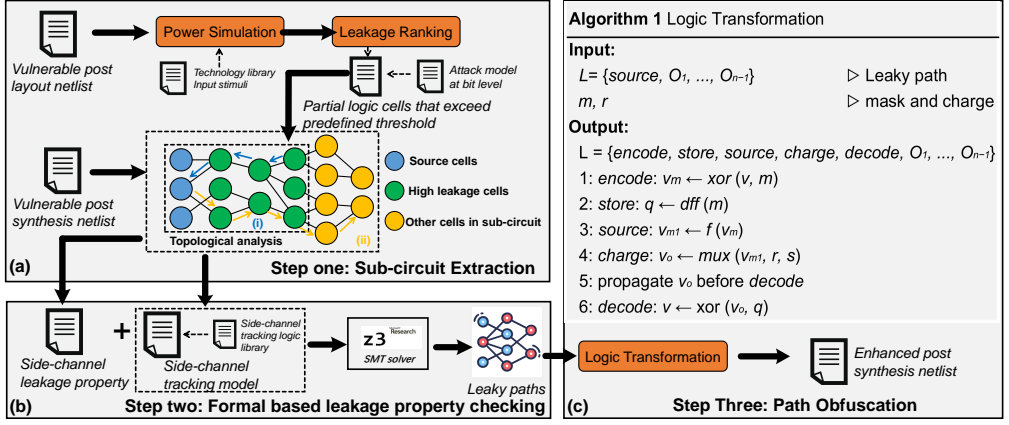 Power Simulation
Leakage Ranking
Vulnerable post
layout netlist
Technology library
Input stimuli
Attack model
at bit level
Partial logic cells that exceed
predefined threshold
Vulnerable post
synthesis netlist
Source cells
High leakage cells
Other cells in sub-circuit
(i)
(ii)
Topological analysis
(a)
Step one: Sub-circuit Extraction
+
Side-channel
leakage property
Side-channel
tracking logic
library
Side-channel
tracking model
Research
z3
SMT solver
Leaky paths
(b)
Step two: Formal based leakage property checking
Algorithm 1 Logic Transformation
Input:
L= {source, O₁, ..., Oₙ₋₁} ▷ Leaky path
m, r ▷ mask and charge
Output:
L = {encode, store, source, charge, decode, O₁, ..., Oₙ₋₁}
1: encode: vₘ ← xor (v, m)
2: store: q ← dff (m)
3: source: vₘ₁ ← f (vₘ)
4: charge: vₒ ← mux (vₘ₁, r, s)
5: propagate vₒ before decode
6: decode: v ← xor (vₒ, q)
Logic Transformation
Enhanced post
synthesis netlist
(c)
Step Three: Path Obfuscation